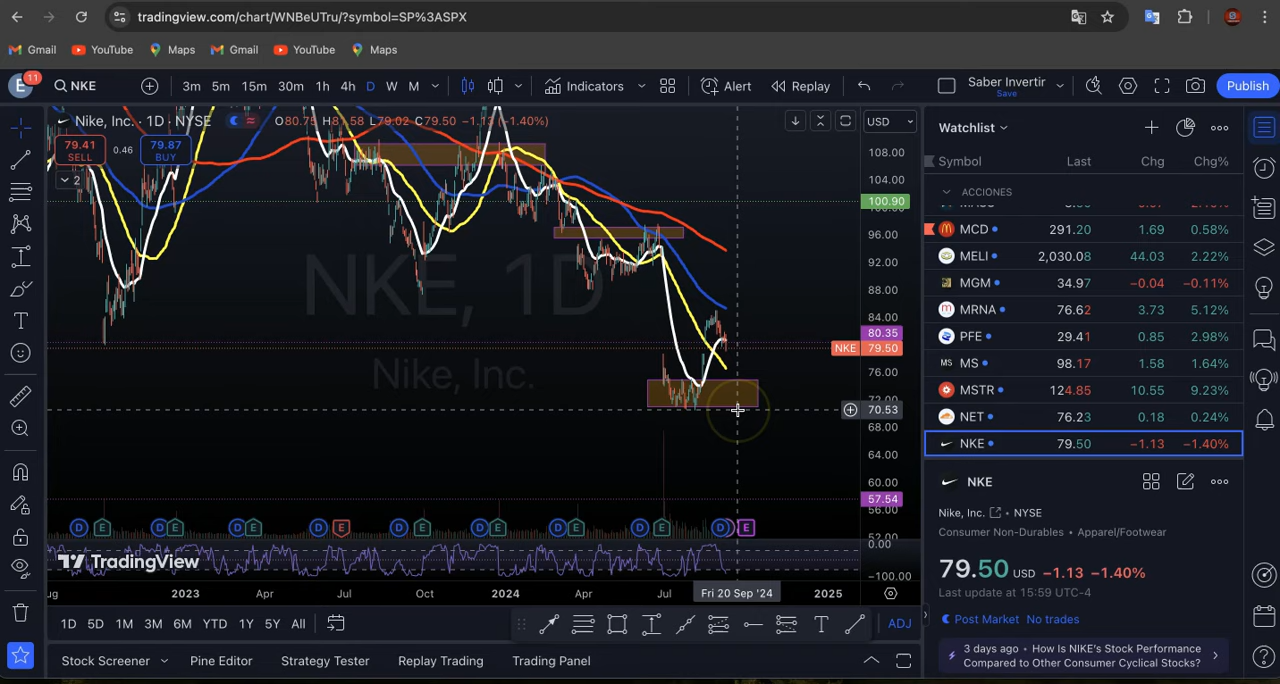 tradingview.com/chart/WNBeUTru/?symbol=SP%3ASPX
Gmail YouTube Maps Gmail YouTube Maps
E 11 NKE 3m 5m 15m 30m 1h 4h D W M Indicators Alert Replay Saber Invertir Save Publish
Nike, Inc. · 1D · NYSE O80.75 H81.58 L79.02 C79.50 −1.13 (−1.40%)
USD
79.41 SELL 0.46 79.87 BUY
2
NKE, 1D
Nike, Inc.
108.00
104.00
100.90
100.00
96.00
92.00
88.00
84.00
80.35
NKE 79.50
76.00
72.00
70.53
68.00
64.00
60.00
57.54
56.00
52.00
0.00
−100.00
D E D E D E D E D E D E D E D E D E
TradingView
2023 Apr Jul Oct 2024 Apr Jul Fri 20 Sep '24 2025
1D 5D 1M 3M 6M YTD 1Y 5Y All ADJ
Stock Screener Pine Editor Strategy Tester Replay Trading Trading Panel
Watchlist
Symbol Last Chg Chg%
ACCIONES
MCD 291.20 1.69 0.58%
MELI 2,030.08 44.03 2.22%
MGM 34.97 −0.04 −0.11%
MRNA 76.62 3.73 5.12%
PFE 29.41 0.85 2.98%
MS MS 98.17 1.58 1.64%
MSTR 124.85 10.55 9.23%
NET 76.23 0.18 0.24%
NKE 79.50 −1.13 −1.40%
NKE
Nike, Inc. · NYSE
Consumer Non-Durables · Apparel/Footwear
79.50 USD −1.13 −1.40%
Last update at 15:59 UTC-4
Post Market No trades
3 days ago · How Is NIKE's Stock Performance
Compared to Other Consumer Cyclical Stocks?